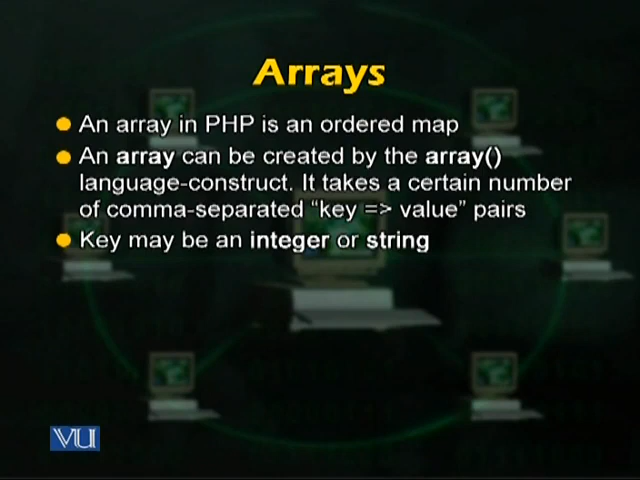 Arrays
An array in PHP is an ordered map
An array can be created by the array()
language-construct. It takes a certain number
of comma-separated “key => value” pairs
Key may be an integer or string
VU